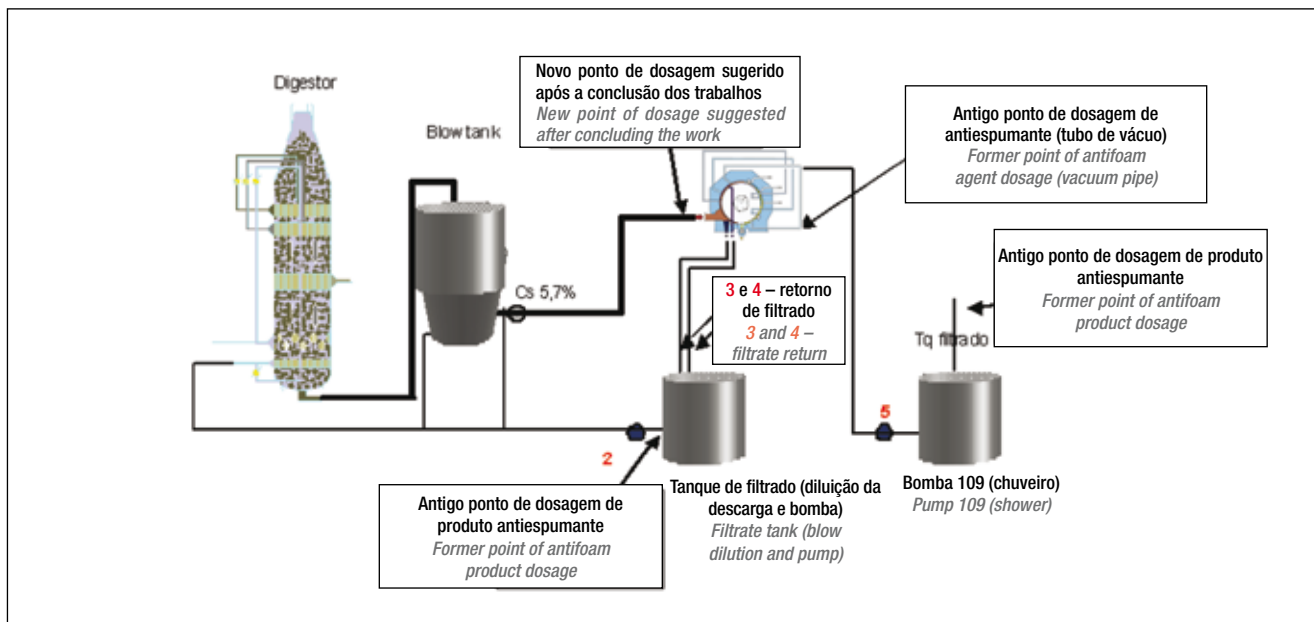 Digestor
Blow tank
Novo ponto de dosagem sugerido
após a conclusão dos trabalhos
New point of dosage suggested
after concluding the work
Antigo ponto de dosagem de
antiespumante (tubo de vácuo)
Former point of antifoam
agent dosage (vacuum pipe)
Cs 5,7%
3 e 4 – retorno
de filtrado
3 and 4 –
filtrate return
Antigo ponto de dosagem de produto
antiespumante
Former point of antifoam
product dosage
Tq filtrado
2
5
Antigo ponto de dosagem de
produto antiespumante
Former point of antifoam
product dosage
Tanque de filtrado (diluição da
descarga e bomba)
Filtrate tank (blow
dilution and pump)
Bomba 109 (chuveiro)
Pump 109 (shower)